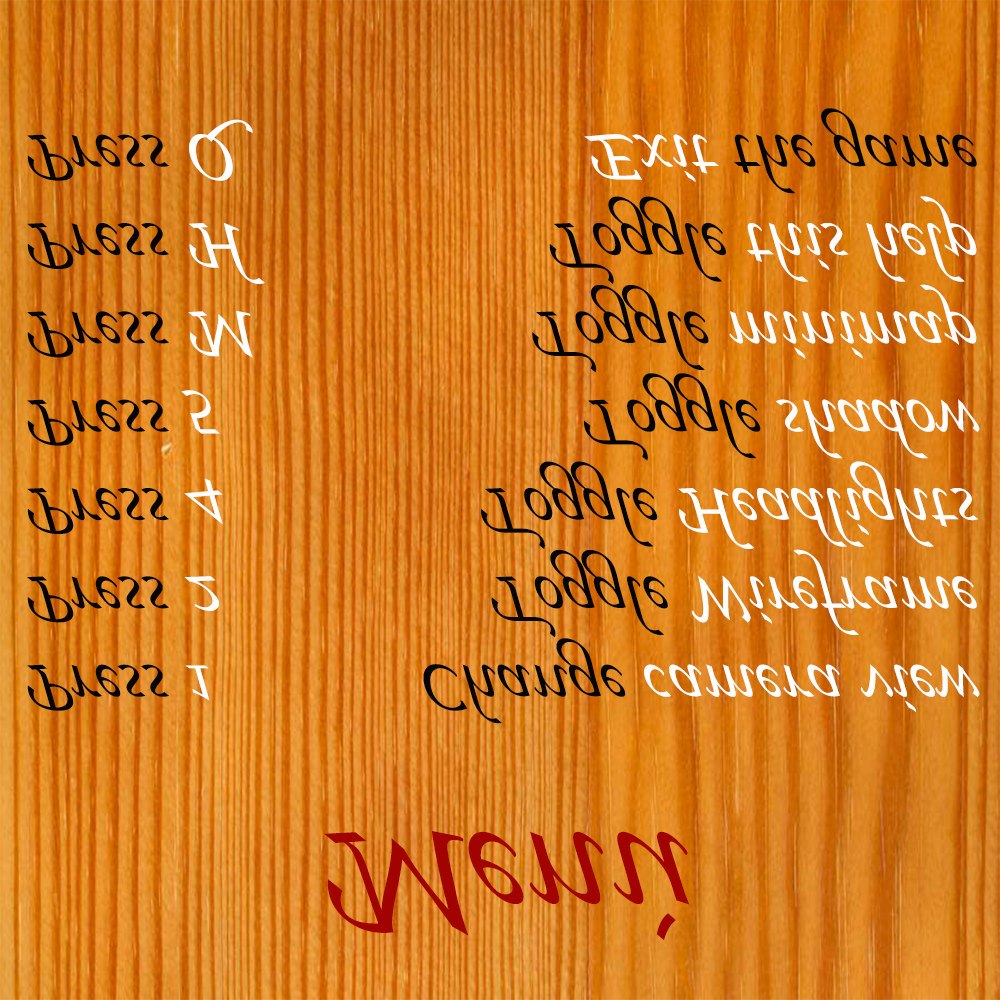 Menù
Press 1 Change camera view
Press 2 Toggle Wireframe
Press 4 Toggle Headlights
Press 5 Toggle shadow
Press M Toggle minimap
Press H Toggle this help
Press Q Exit the game